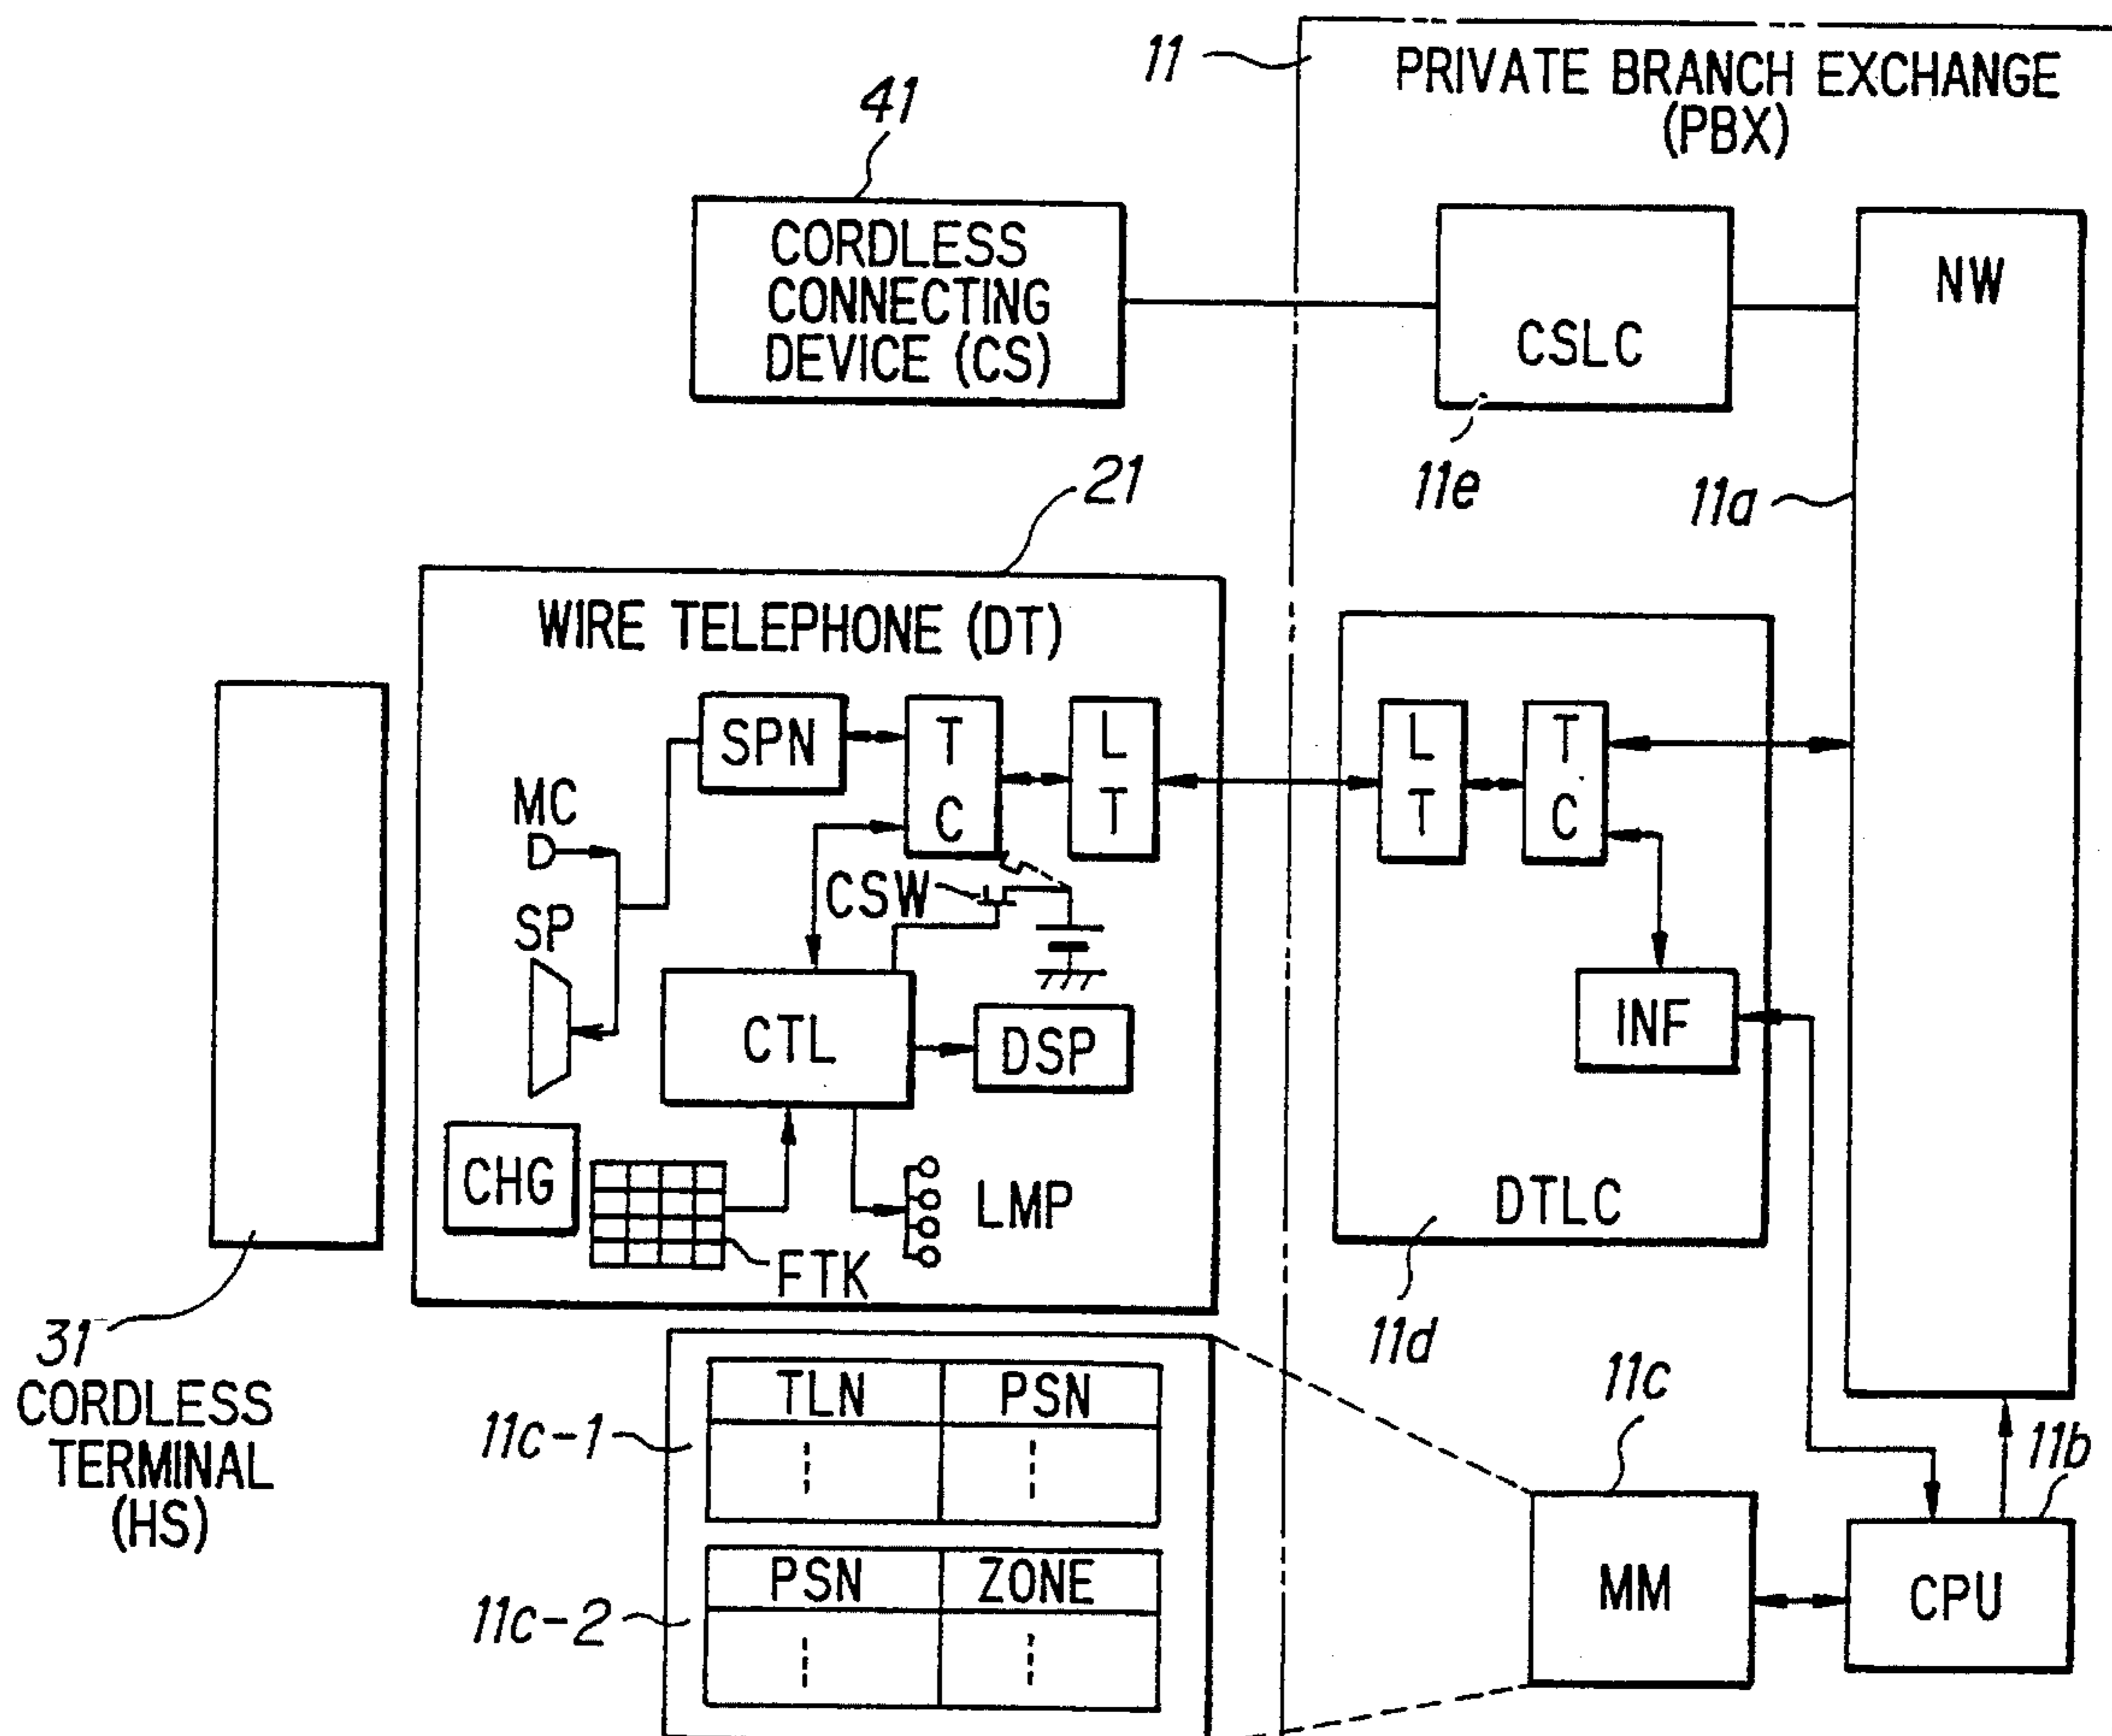 11
PRIVATE BRANCH EXCHANGE
(PBX)
41
CORDLESS
CONNECTING
DEVICE (CS)
CSLC
NW
11e
11a
21
WIRE TELEPHONE (DT)
SPN
T
C
L
T
L
T
T
C
MC
SP
CSW
CTL
DSP
INF
CHG
FTK
LMP
DTLC
11d
31
CORDLESS
TERMINAL
(HS)
11c-1
TLN
PSN
11c-2
PSN
ZONE
11c
11b
MM
CPU